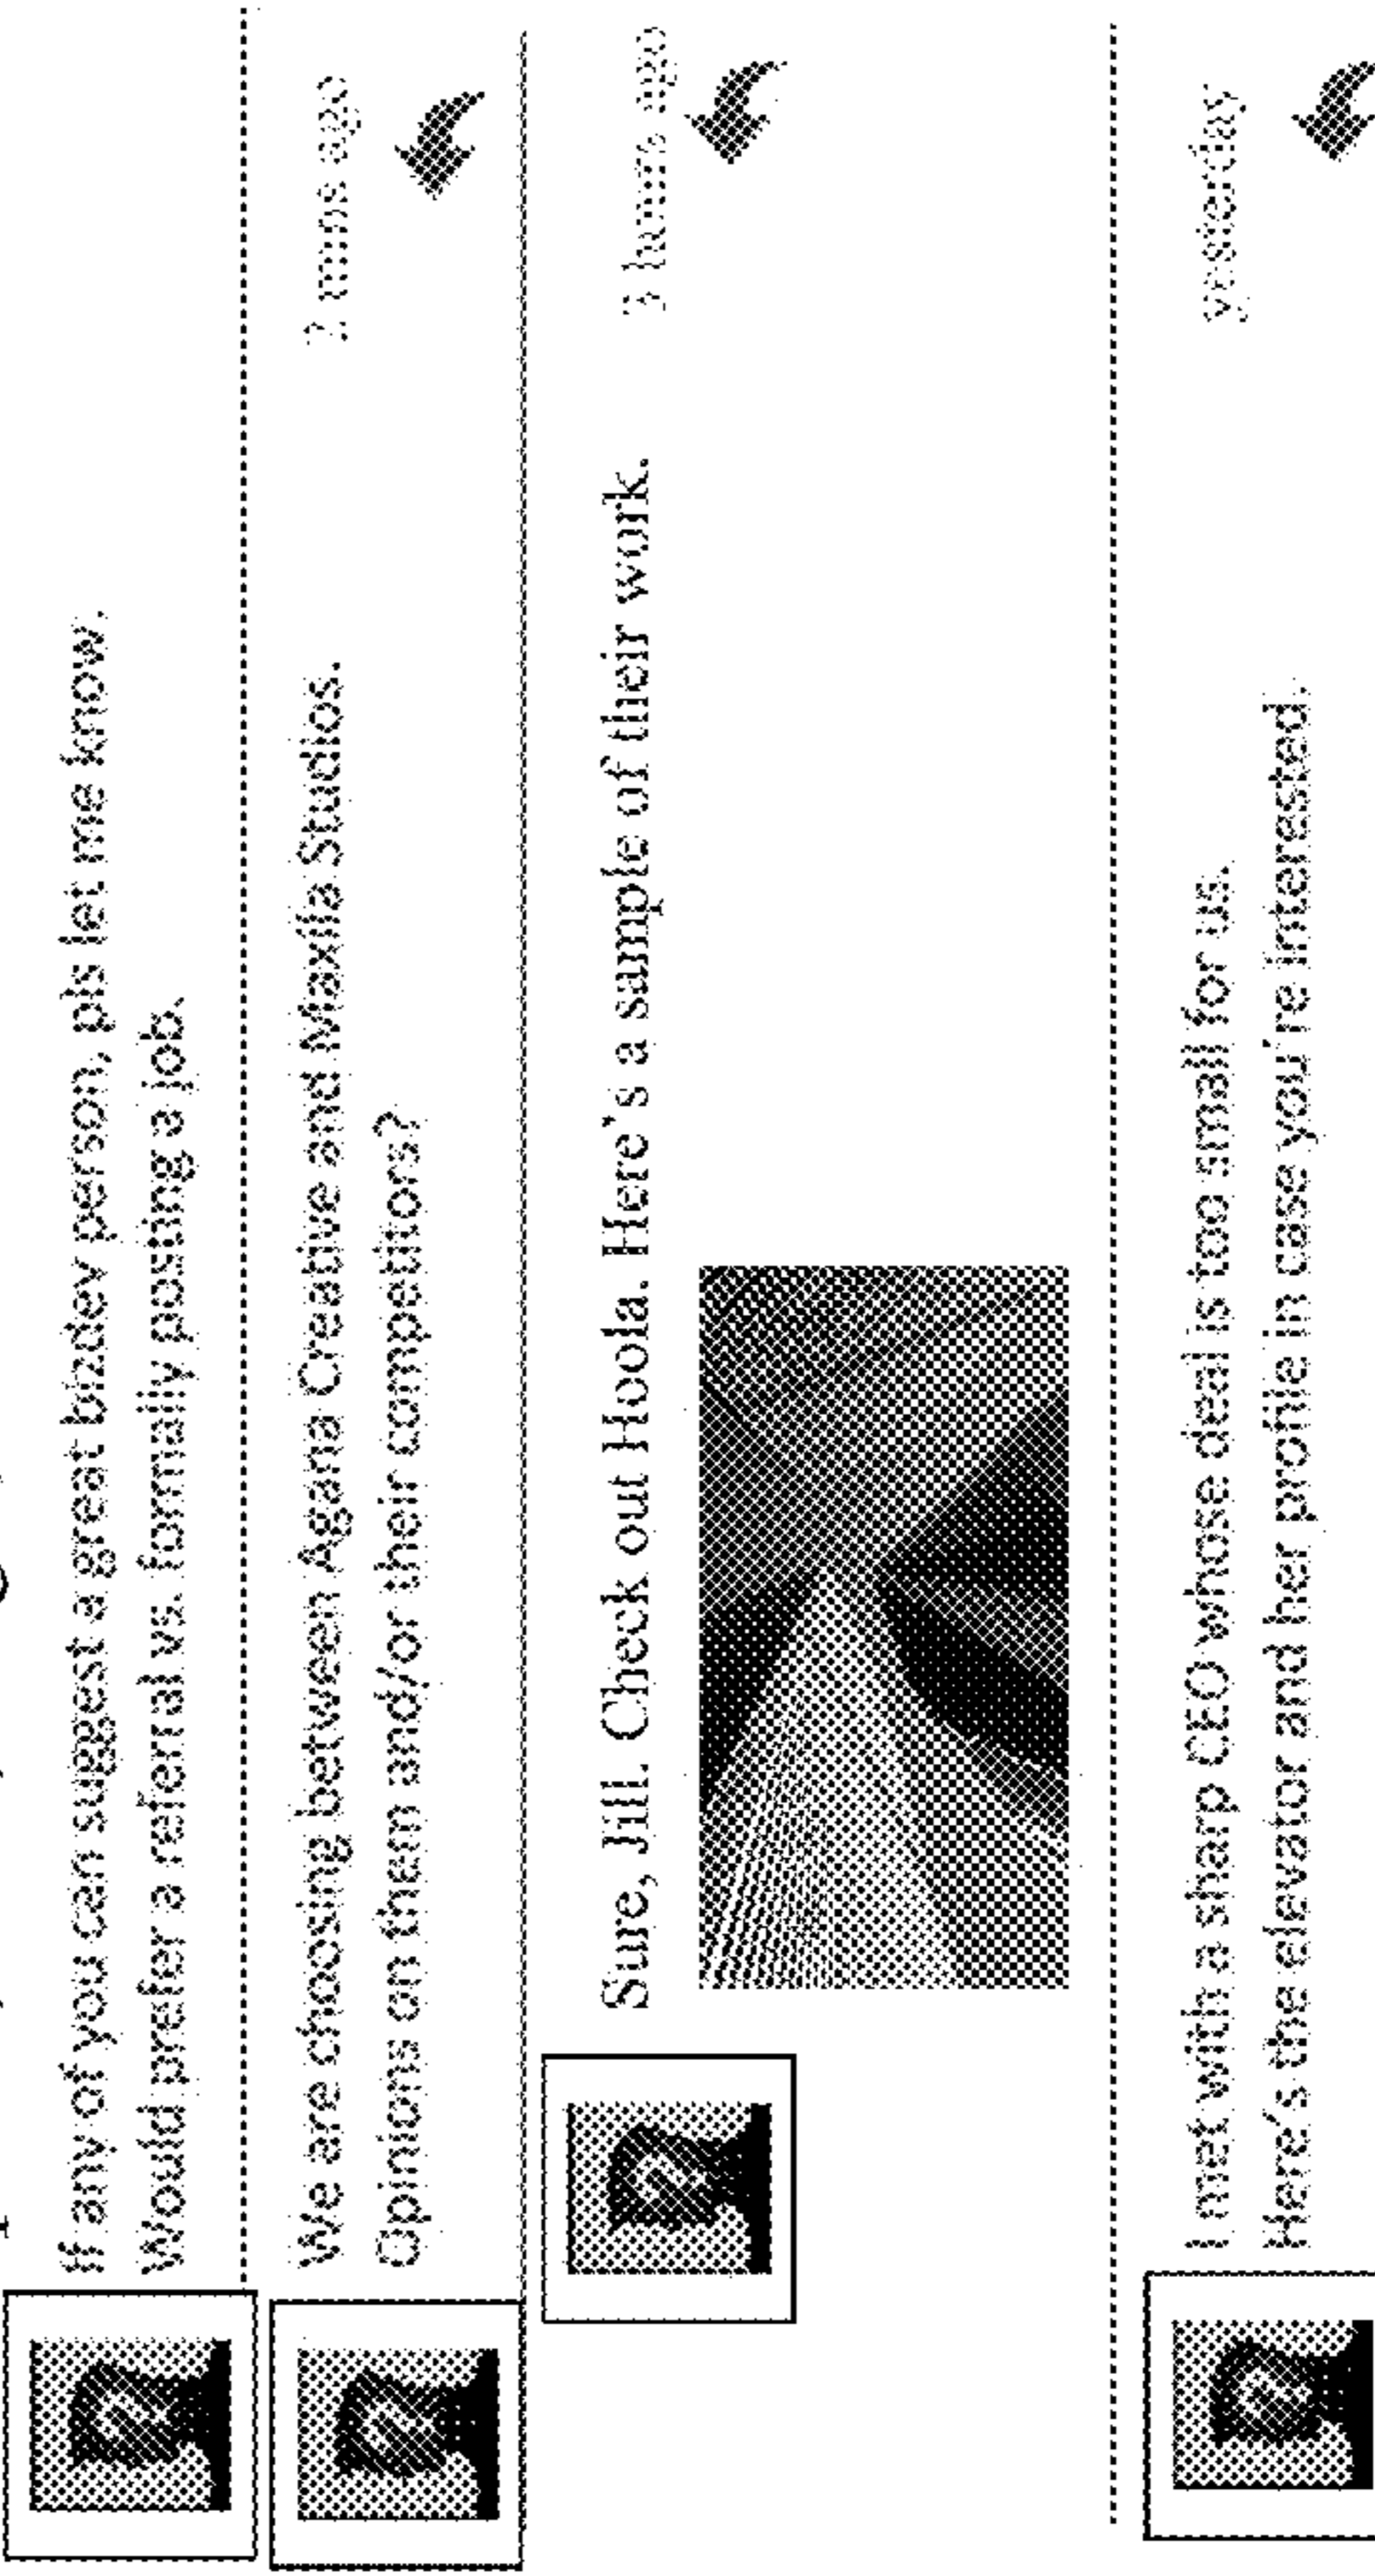 If any of you can suggest a great bizdev person, pls let me know.
Would prefer a referral vs. formally posting a job.
We are choosing between Agana Creative and Maxila Studios.
Opinions on them and/or their competitors?
2 mins ago
Sure, Jill. Check out Hoola. Here's a sample of their work.
3 hours ago
I met with a sharp CEO whose deal is too small for us.
Here's the elevator and her profile in case you're interested.
yesterday